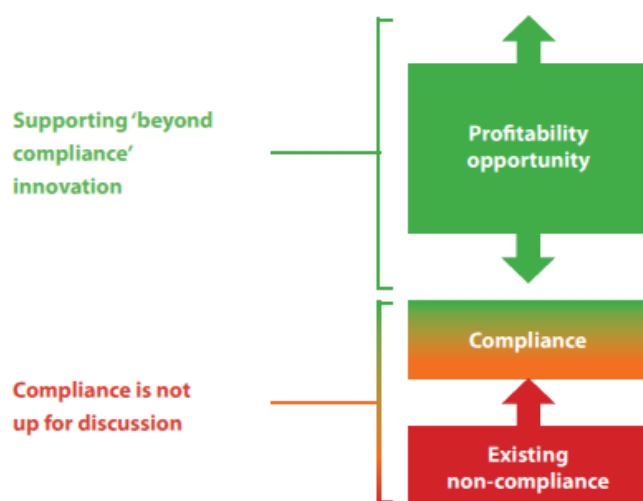 Supporting ‘beyond
compliance’
innovation
Profitability
opportunity
Compliance
Compliance is not
up for discussion
Existing
non-compliance